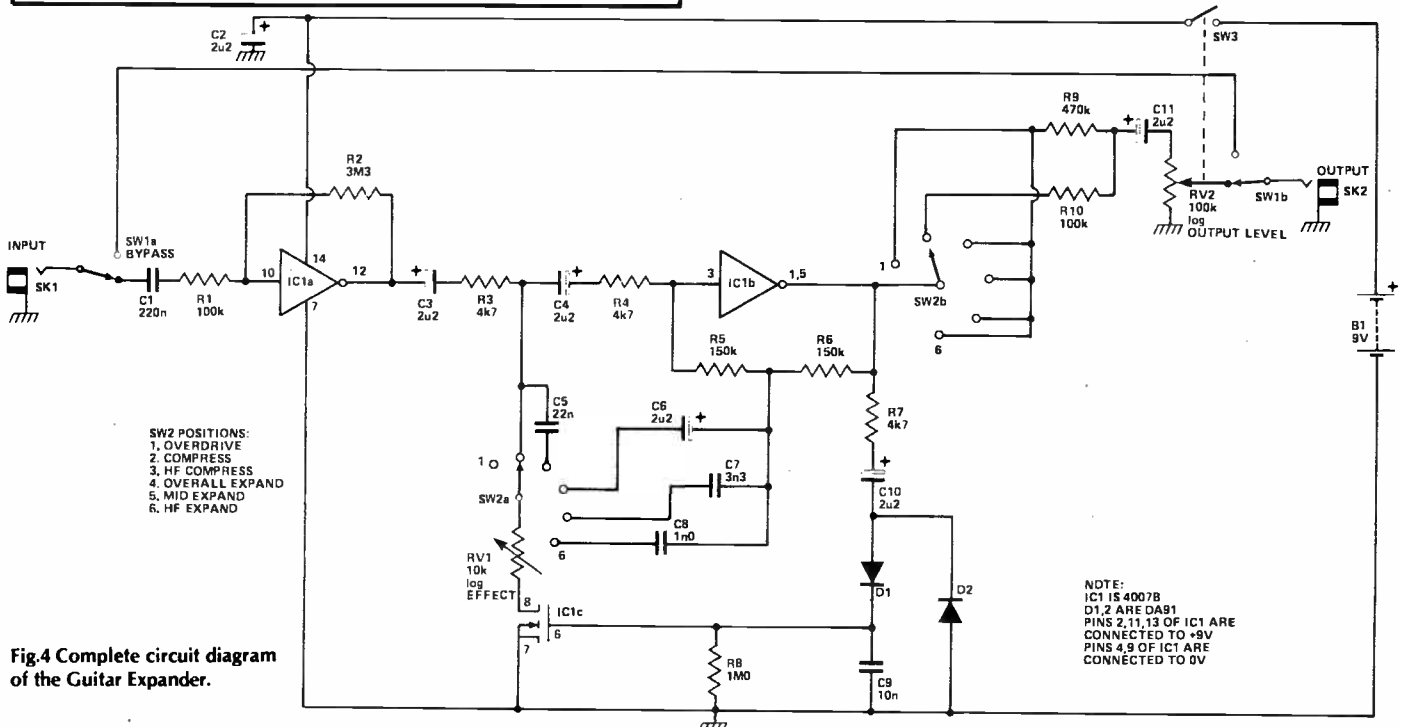 C2
2u2
+
SW3
R9
470k
+
C11
2u2
R2
3M3
R10
100k
OUTPUT
SK2
SW1b
RV2
100k
log
OUTPUT LEVEL
INPUT
SK1
SW1a
BYPASS
C1
220n
R1
100k
10
IC1a
12
14
7
+
C3
2u2
R3
4k7
+
C4
2u2
R4
4k7
3
IC1b
1,5
1
SW2b
6
+
B1
9V
R5
150k
R6
150k
C5
22n
C6
2u2
+
R7
4k7
SW2 POSITIONS:
1, OVERDRIVE
2. COMPRESS
3, HF COMPRESS
4. OVERALL EXPAND
5, MID EXPAND
6. HF EXPAND
1
SW2a
C7
3n3
+
C10
2u2
C8
1n0
6
RV1
10k
log
EFFECT
8
IC1c
6
7
D1
D2
R8
1M0
C9
10n
NOTE:
IC1 IS 4007B
D1,2 ARE DA91
PINS 2,11,13 OF IC1 ARE
CONNECTED TO +9V
PINS 4,9 OF IC1 ARE
CONNECTED TO 0V
Fig.4 Complete circuit diagram
of the Guitar Expander.